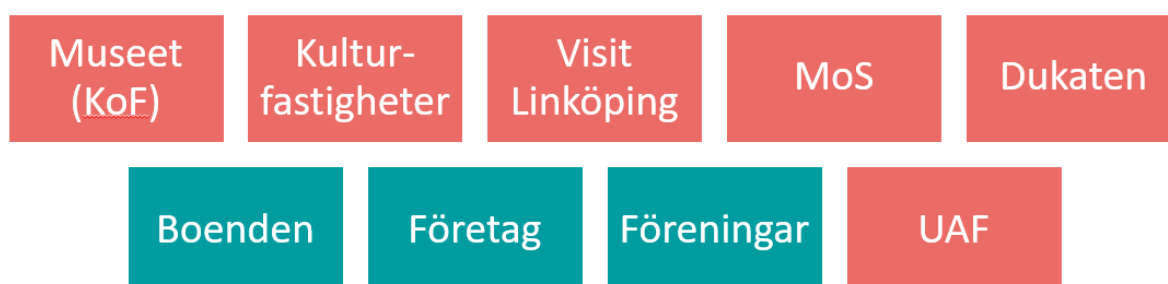 Museet
(KoF)
Kultur-
fastigheter
Visit
Linköping
MoS
Dukaten
Boenden
Företag
Föreningar
UAF